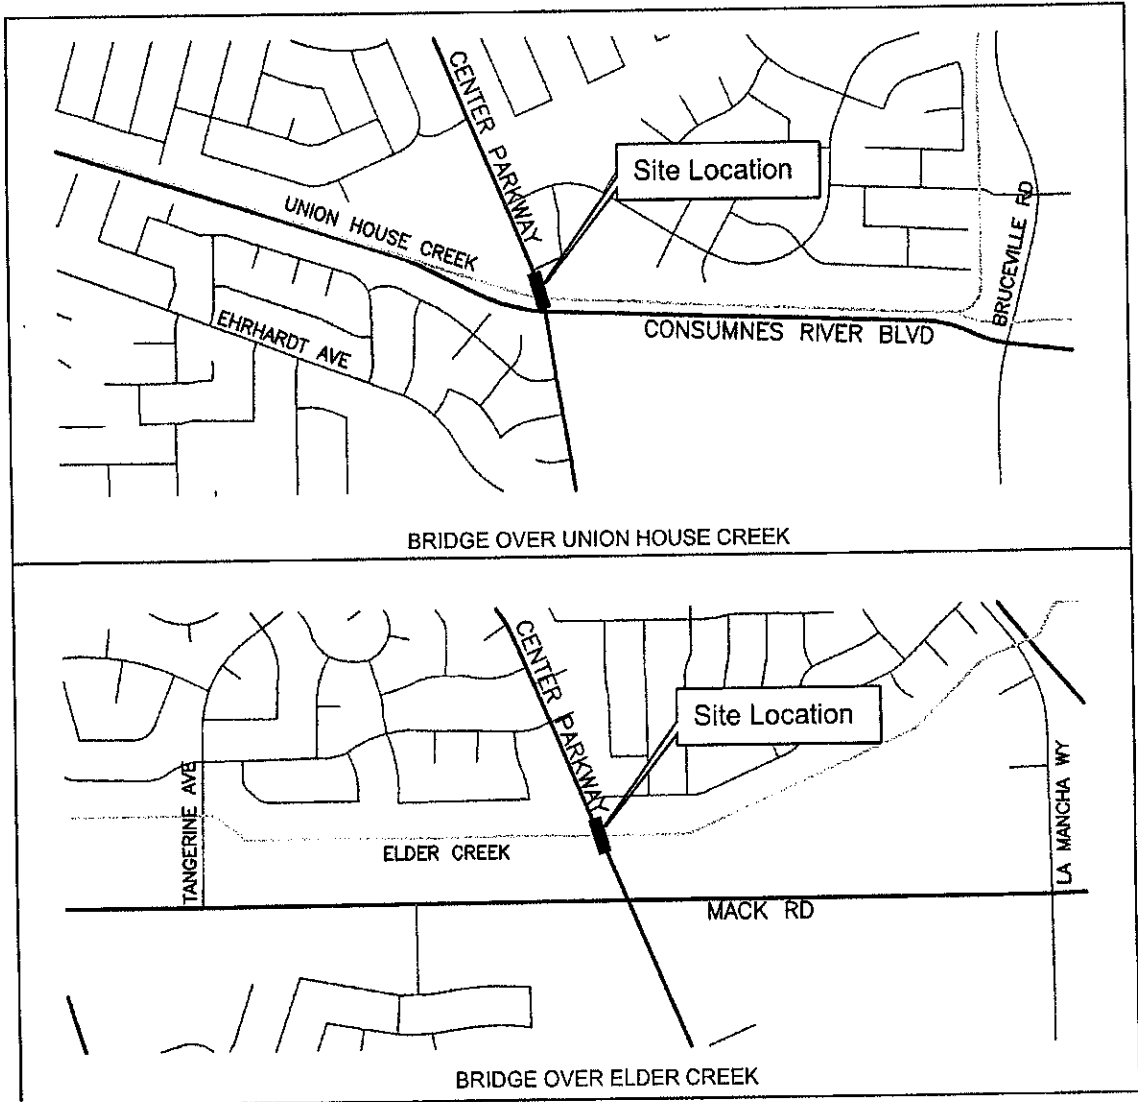 CENTER PARKWAY
Site Location
UNION HOUSE CREEK
BRUCEVILLE RD
EHRHARDT AVE
CONSUMNES RIVER BLVD
BRIDGE OVER UNION HOUSE CREEK
CENTER PARKWAY
Site Location
TANGERINE AVE
ELDER CREEK
LA MANCHA WY
MACK RD
BRIDGE OVER ELDER CREEK